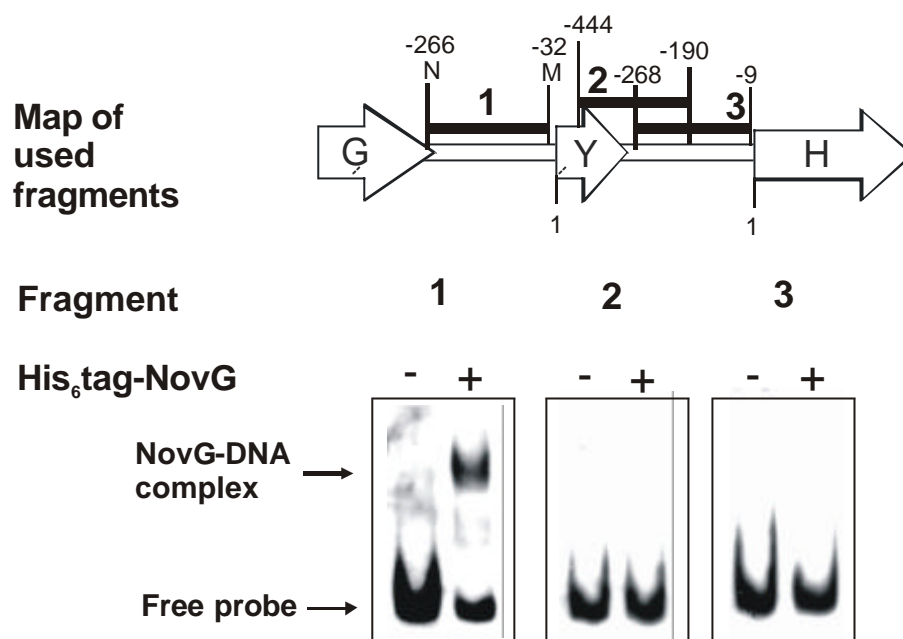 -444
-266 -32 -190
N M 2 -268 -9
1 3
Map of
used
fragments
G Y H
1 1
Fragment 1 2 3
His6tag-NovG - + - + - +
NovG-DNA
complex
Free probe